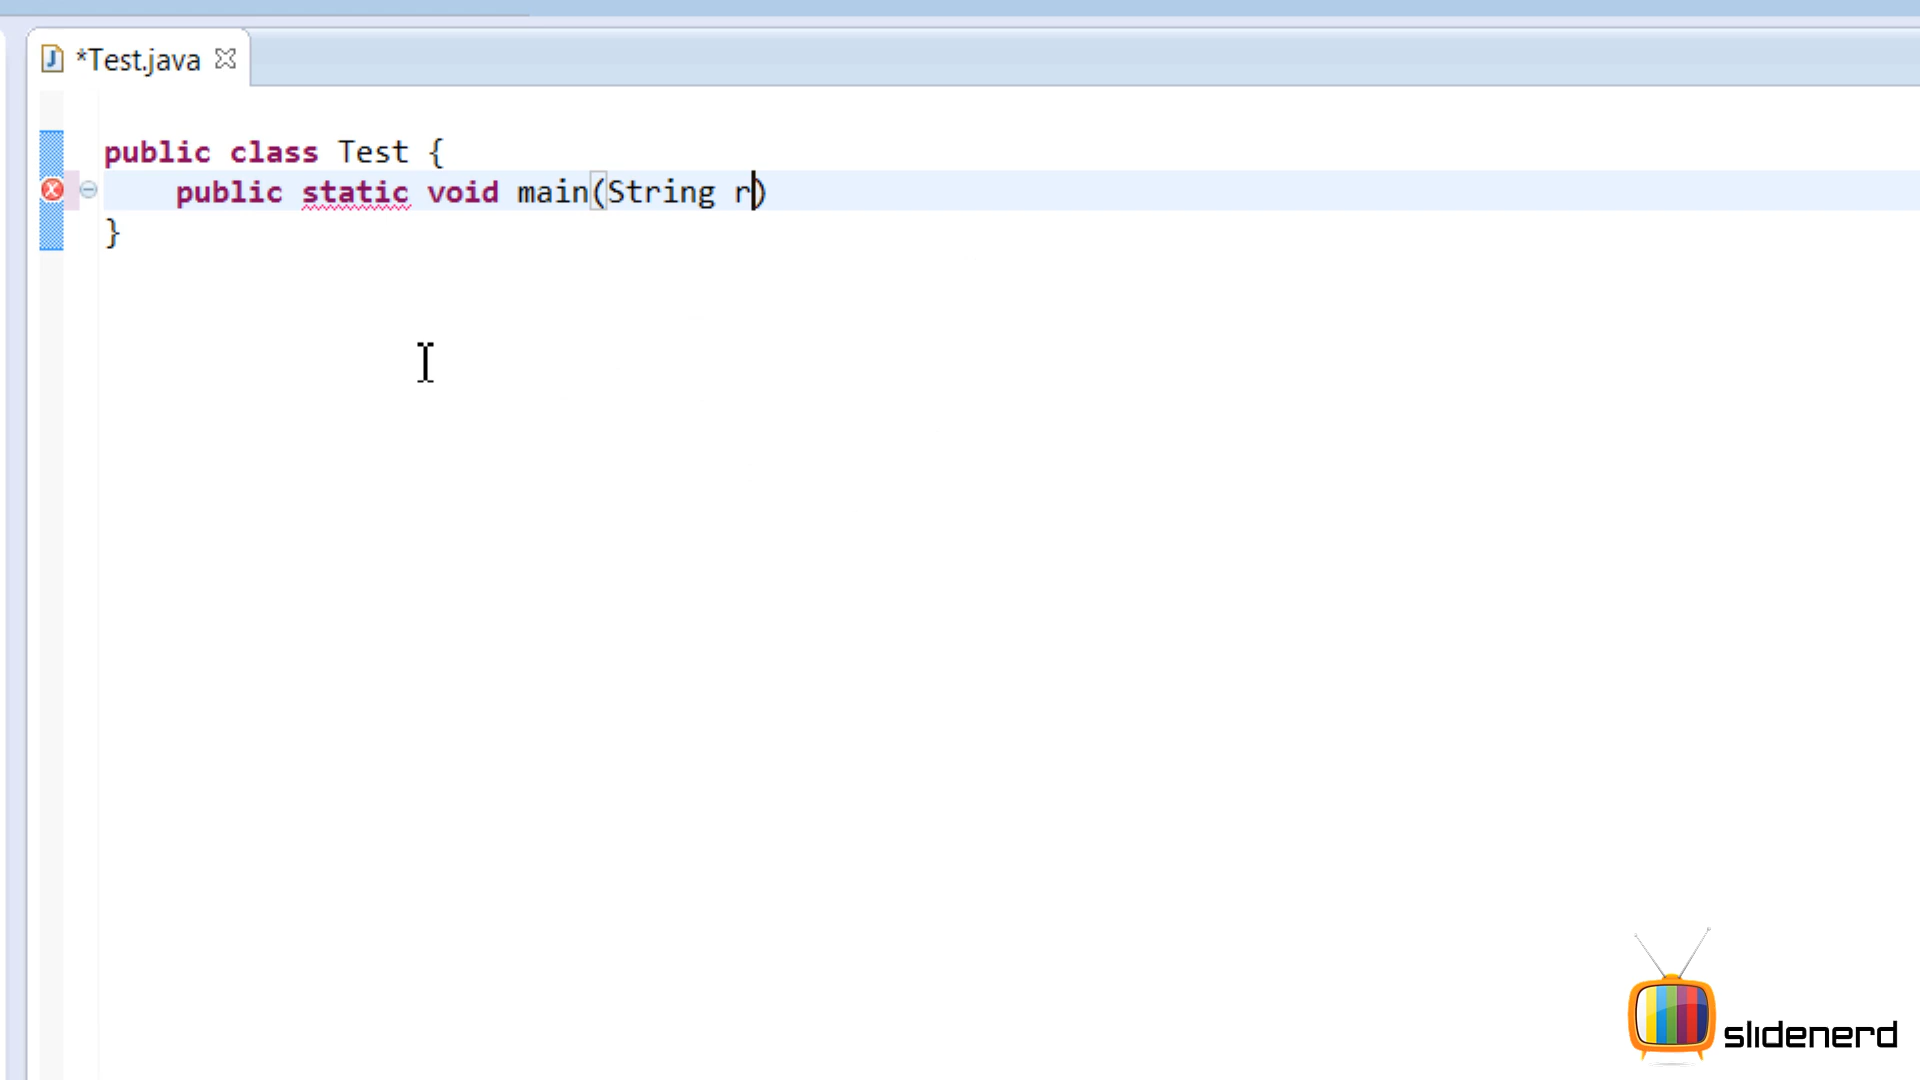 *Test.java
public class Test {
public static void main(String r)
}
slidenerd